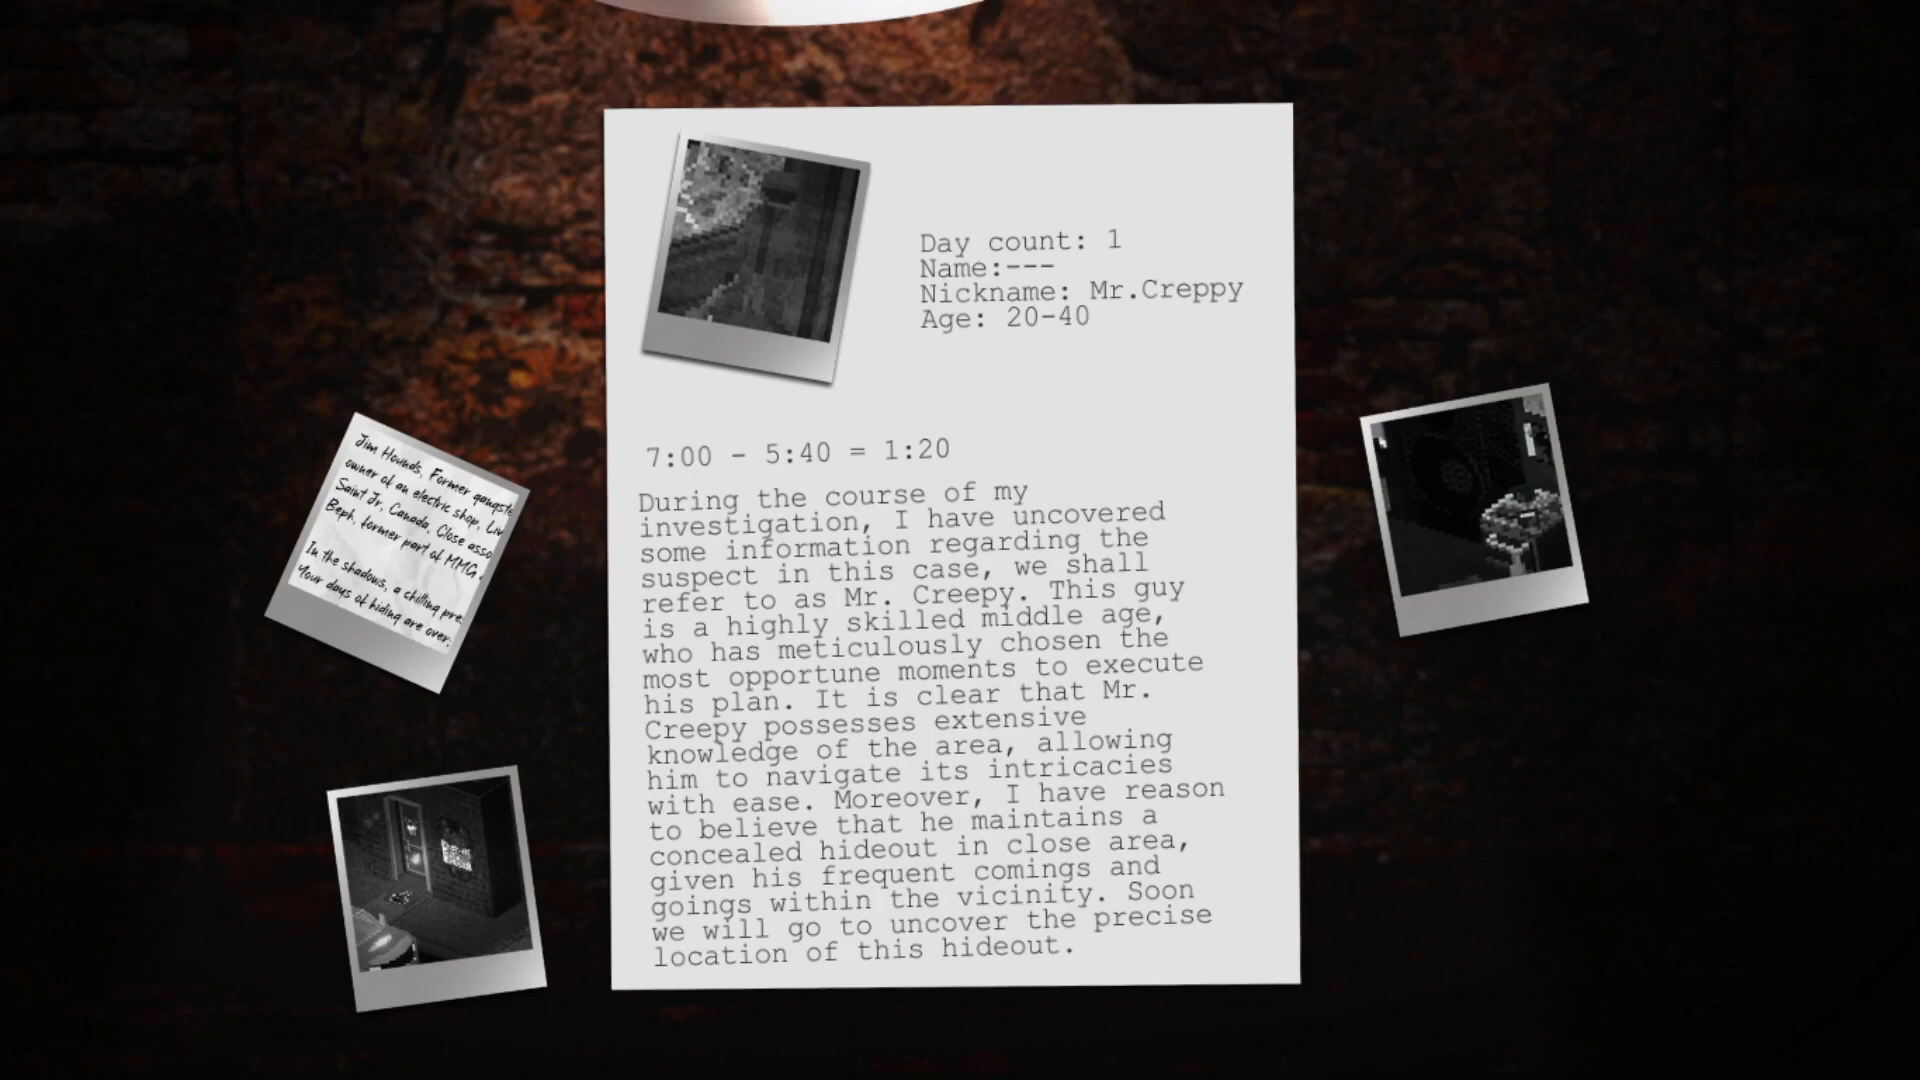 Day count: 1
Name:---
Nickname: Mr.Creppy
Age: 20-40
7:00 - 5:40 = 1:20
During the course of my
investigation, I have uncovered
some information regarding the
suspect in this case, we shall
refer to as Mr. Creepy. This guy
is a highly skilled middle age,
who has meticulously chosen the
most opportune moments to execute
his plan. It is clear that Mr.
Creepy possesses extensive
knowledge of the area, allowing
him to navigate its intricacies
with ease. Moreover, I have reason
to believe that he maintains a
concealed hideout in close area,
given his frequent comings and
goings within the vicinity. Soon
we will go to uncover the precise
location of this hideout.
Jim Hounds, Former gangste
owner of an electric shop, Liv
Saint Jr, Canada, Close asso
Beph, former part of MMG.
In the shadows, a chilling pre
Your days of hiding are over.